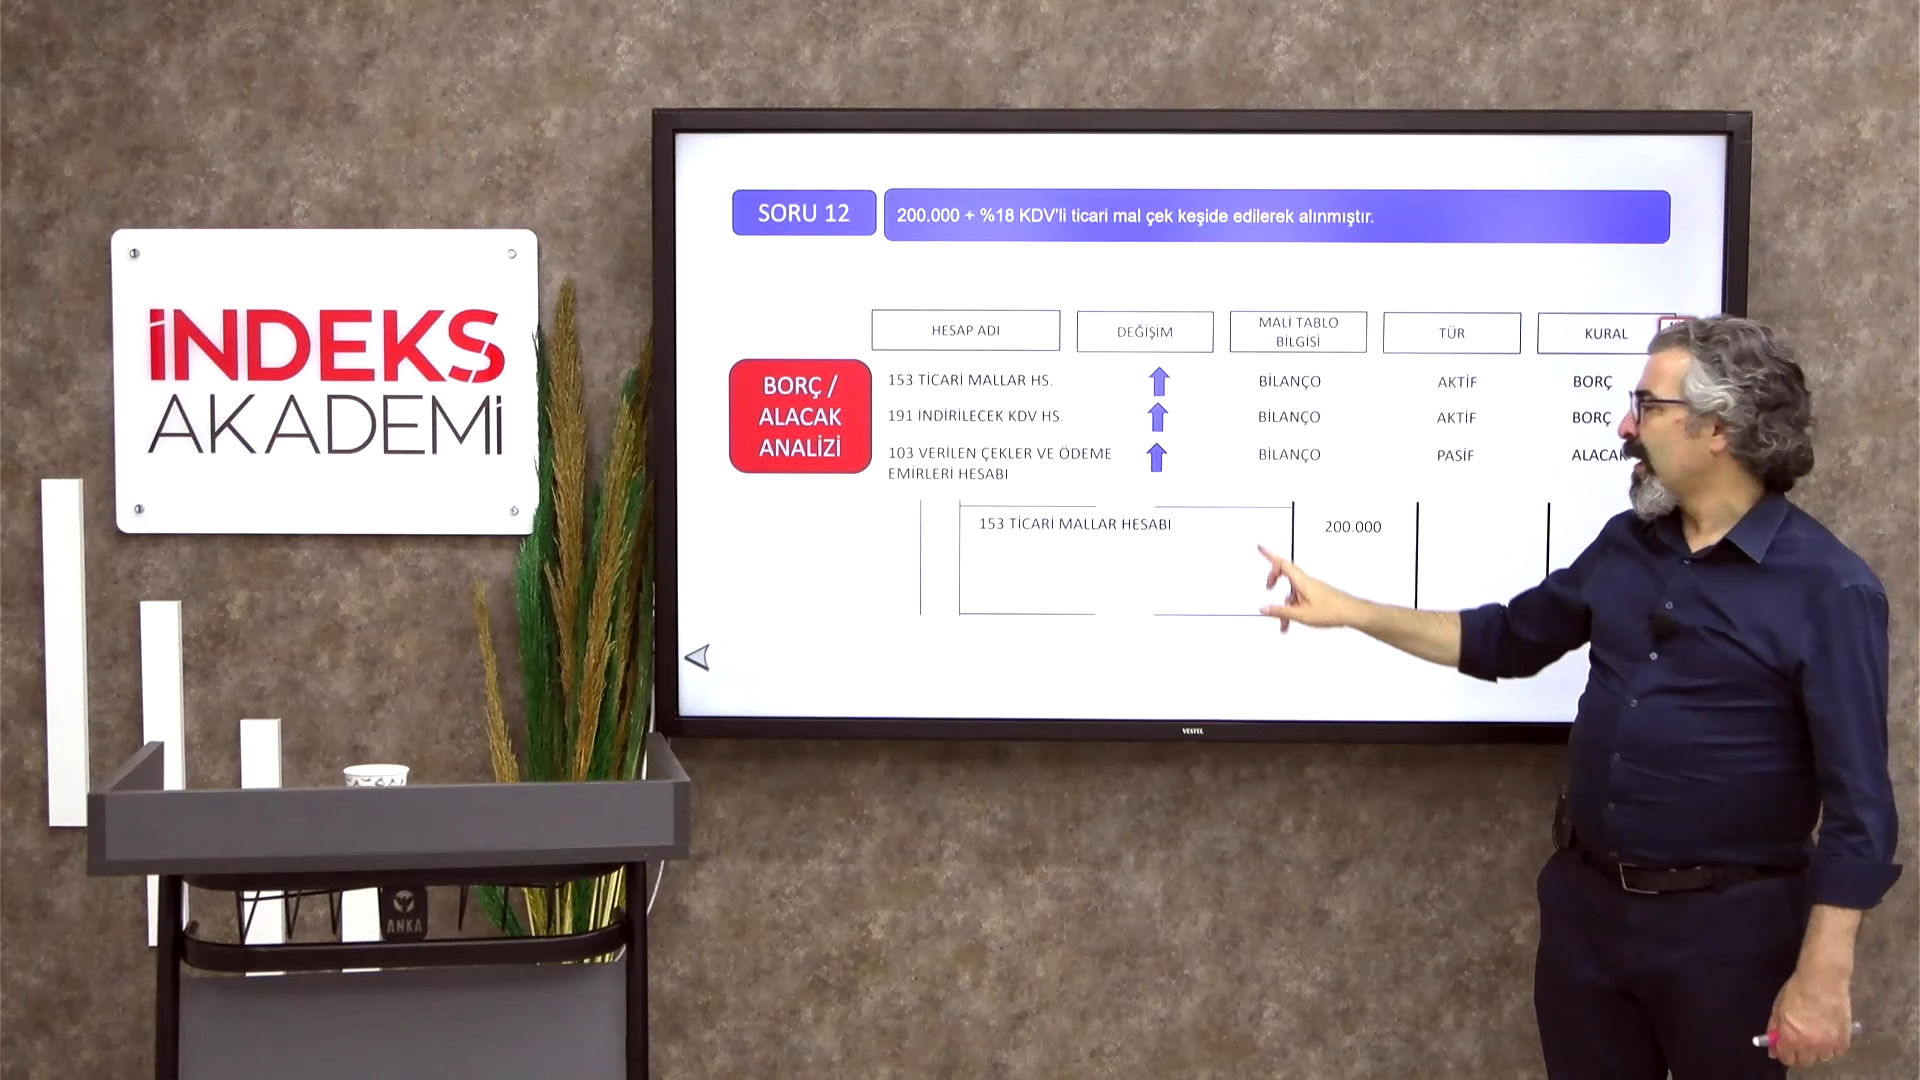 İNDEKS
AKADEMİ
SORU 12
200.000 + %18 KDV'li ticari mal çek keşide edilerek alınmıştır.
HESAP ADI
DEĞİŞİM
MALİ TABLO
BİLGİSİ
TÜR
KURAL
BORÇ /
ALACAK
ANALİZİ
153 TİCARİ MALLAR HS.
BİLANÇO
AKTİF
BORÇ
191 İNDİRİLECEK KDV HS.
BİLANÇO
AKTİF
BORÇ
103 VERİLEN ÇEKLER VE ÖDEME
EMİRLERİ HESABI
BİLANÇO
PASİF
ALACAK
153 TİCARİ MALLAR HESABI
200.000
VESTEL
ANKA